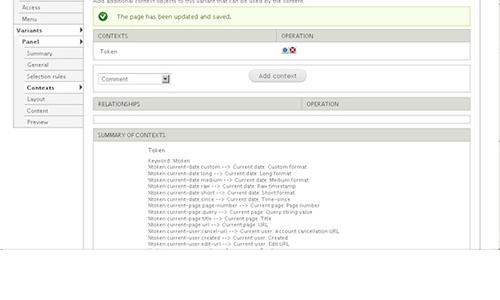 Add additional context objects to this variant that can be used by the content.
Access
Menu
The page has been updated and saved.
Variants
CONTEXTS OPERATION
Panel
Summary
Token
General
Selection rules
Comment Add context
Contexts
Layout
RELATIONSHIPS OPERATION
Content
Preview
SUMMARY OF CONTEXTS
Token
Keyword: %token
%token:current-date:custom --> Current date: Custom format
%token:current-date:long --> Current date: Long format
%token:current-date:medium --> Current date: Medium format
%token:current-date:raw --> Current date: Raw timestamp
%token:current-date:short --> Current date: Short format
%token:current-date:since --> Current date: Time-since
%token:current-page:page-number --> Current page: Page number
%token:current-page:query --> Current page: Query string value
%token:current-page:title --> Current page: Title
%token:current-page:url --> Current page: URL
%token:current-user:cancel-url --> Current user: Account cancellation URL
%token:current-user:created --> Current user: Created
%token:current-user:edit-url --> Current user: Edit URL